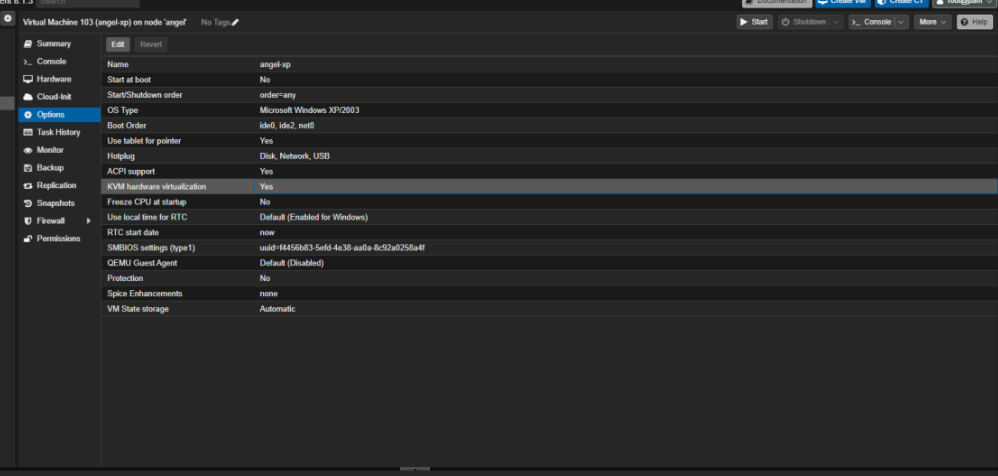 ent 8.1.3 Search Documentation Create VM Create CT root@pam
Virtual Machine 103 (angel-xp) on node 'angel' No Tags Start Shutdown Console More Help
Summary
Console
Hardware
Cloud-Init
Options
Task History
Monitor
Backup
Replication
Snapshots
Firewall
Permissions
Edit Revert
Name angel-xp
Start at boot No
Start/Shutdown order order=any
OS Type Microsoft Windows XP/2003
Boot Order ide0, ide2, net0
Use tablet for pointer Yes
Hotplug Disk, Network, USB
ACPI support Yes
KVM hardware virtualization Yes
Freeze CPU at startup No
Use local time for RTC Default (Enabled for Windows)
RTC start date now
SMBIOS settings (type1) uuid=f4456b83-5efd-4e38-aa0a-8c92a0258a4f
QEMU Guest Agent Default (Disabled)
Protection No
Spice Enhancements none
VM State storage Automatic